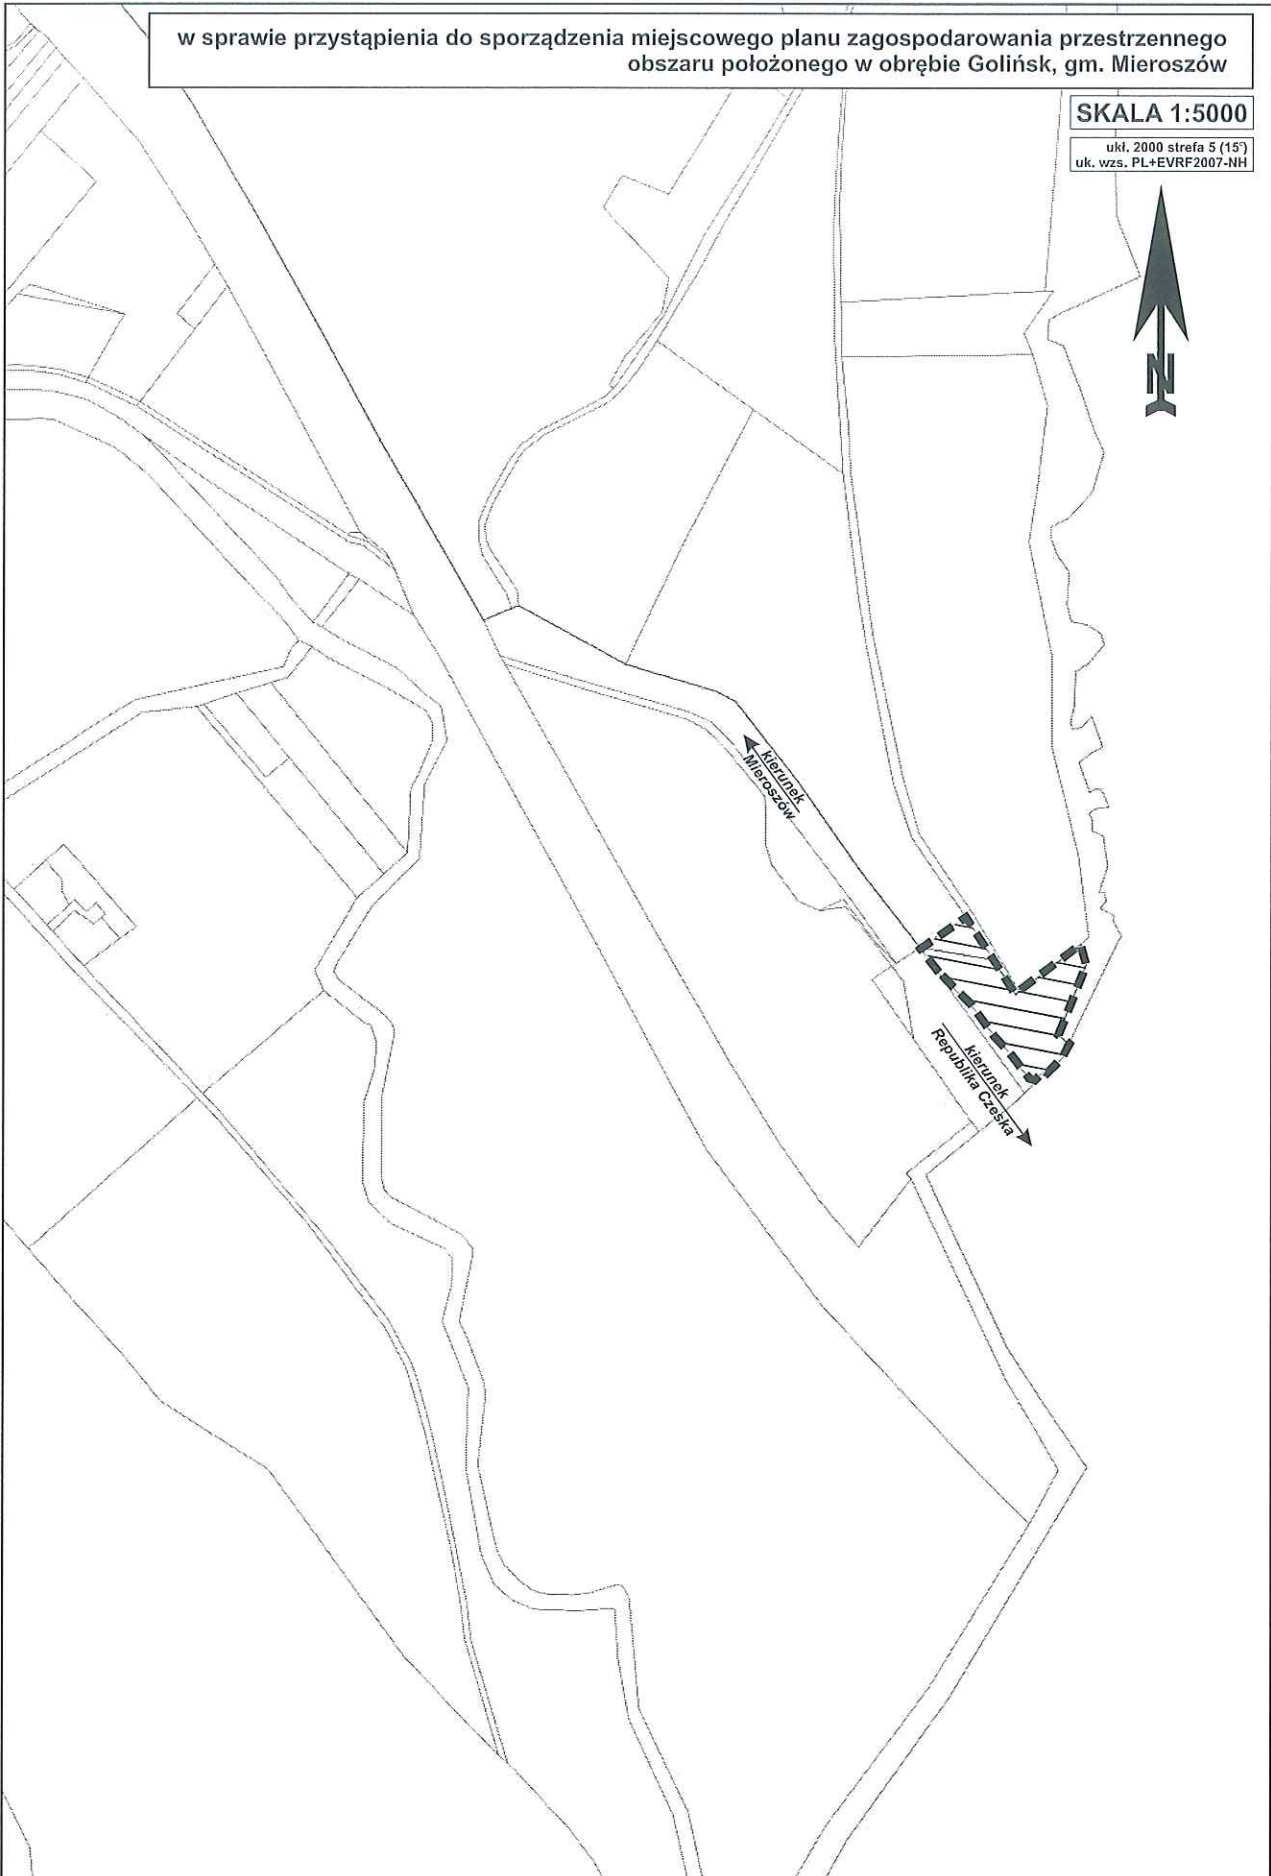 w sprawie przystąpienia do sporządzenia miejscowego planu zagospodarowania przestrzennego
obszaru położonego w obrębie Golińsk, gm. Mieroszów
SKALA 1:5000
ukł. 2000 strefa 5 (15°)
uk. wzs. PL+EVRF2007-NH
N
kierunek
Mieroszów
kierunek
Republika Czeska